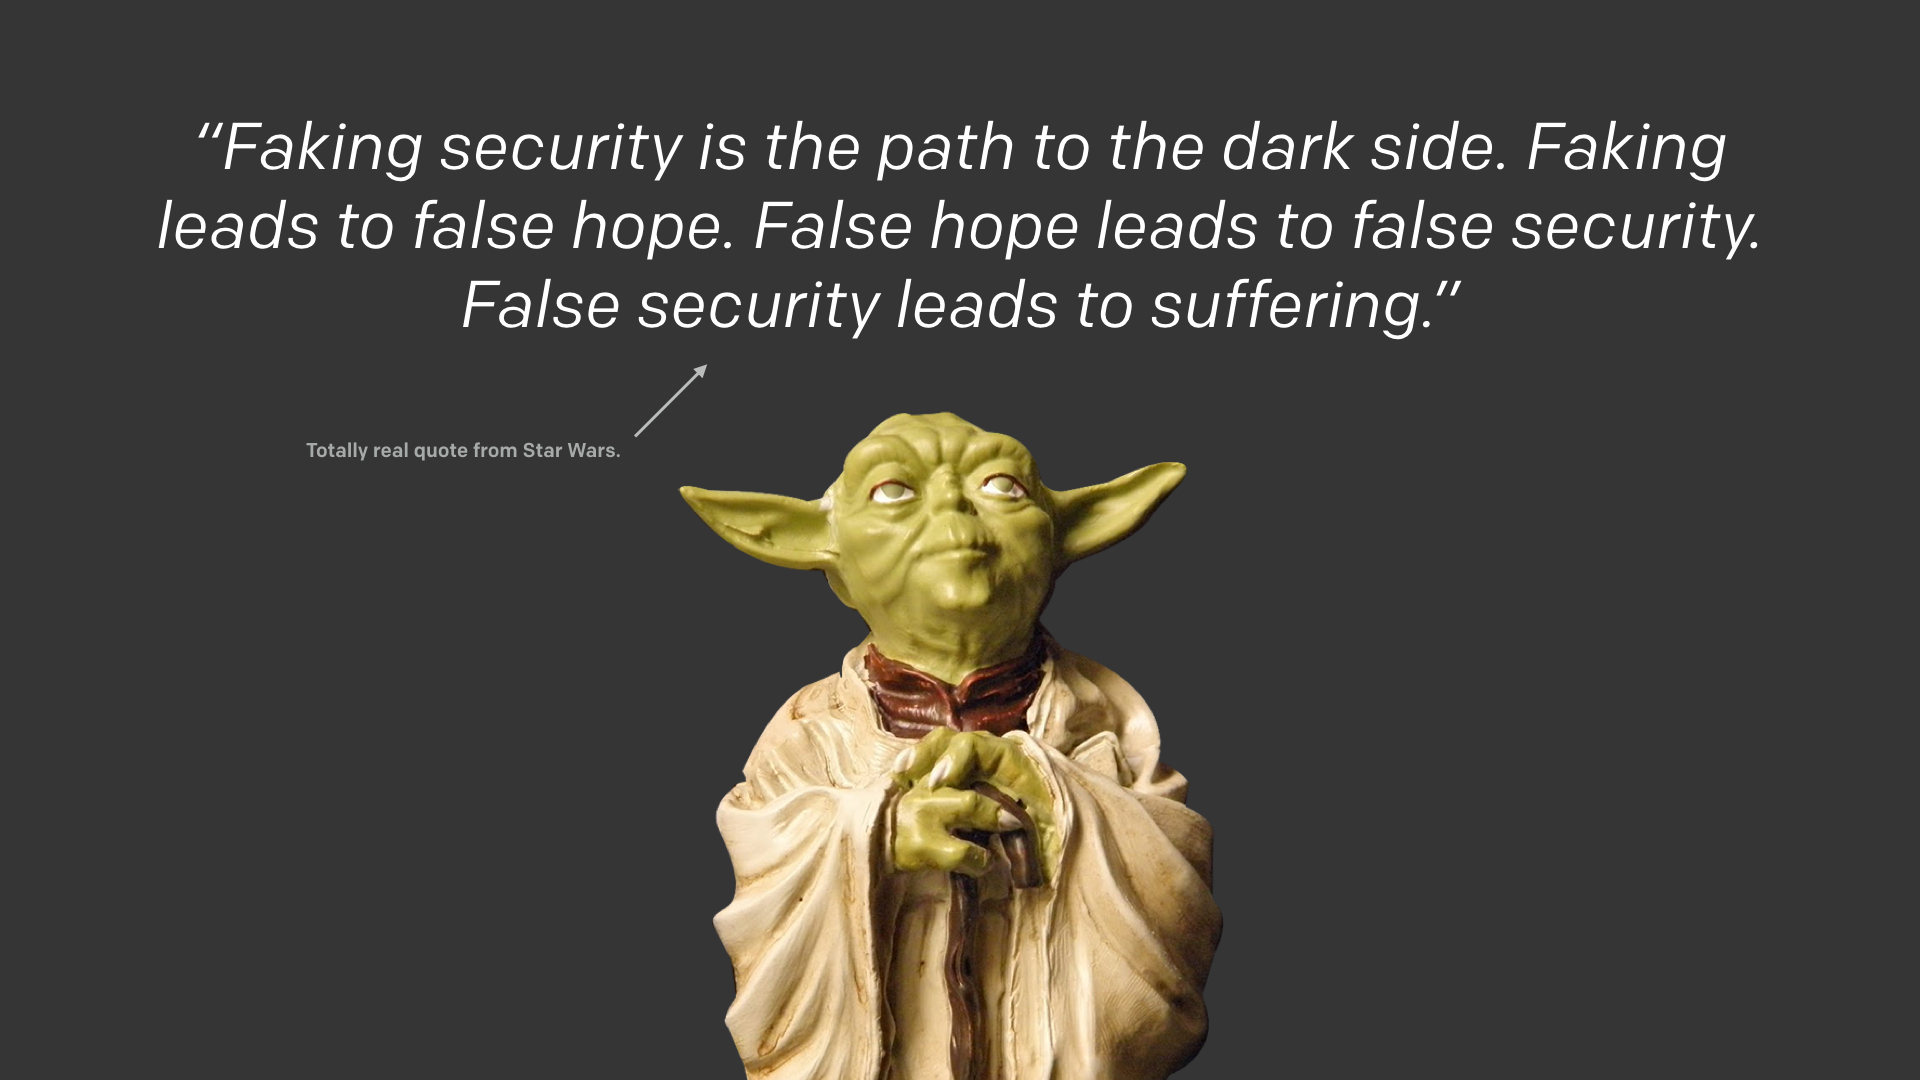 “Faking security is the path to the dark side. Faking
leads to false hope. False hope leads to false security.
False security leads to suffering.”
Totally real quote from Star Wars.